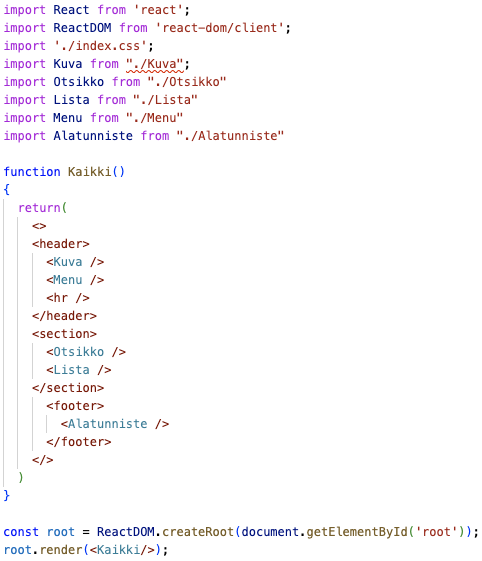 import React from 'react';
import ReactDOM from 'react-dom/client';
import './index.css';
import Kuva from "./Kuva";
import Otsikko from "./Otsikko"
import Lista from "./Lista"
import Menu from "./Menu"
import Alatunniste from "./Alatunniste"

function Kaikki()
{
  return(
    <>
    <header>
      <Kuva />
      <Menu />
      <hr />
    </header>
    <section>
      <Otsikko />
      <Lista />
    </section>
      <footer>
        <Alatunniste />
      </footer>
    </>
  )
}

const root = ReactDOM.createRoot(document.getElementById('root'));
root.render(<Kaikki/>);